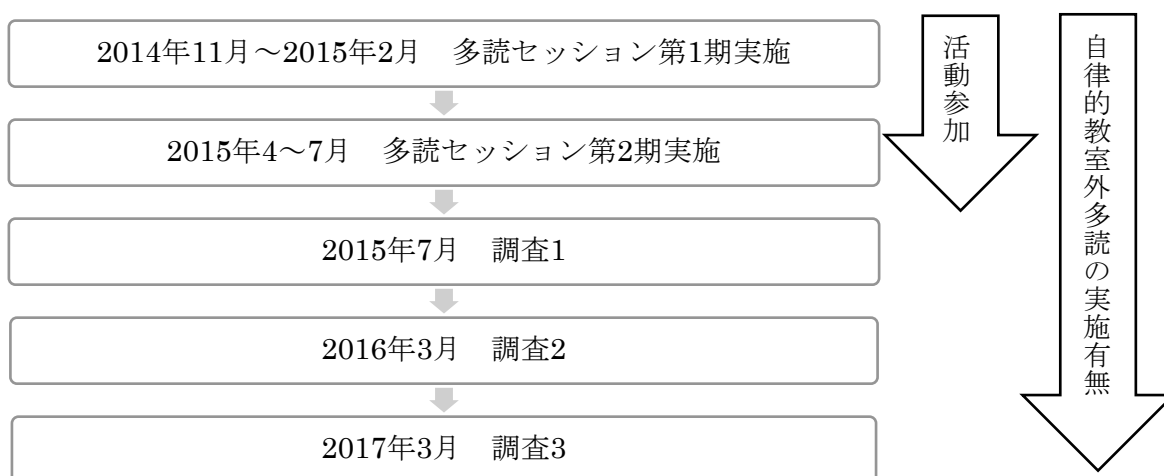 2014年11月～2015年2月　多読セッション第1期実施
2015年4～7月　多読セッション第2期実施
2015年7月　調査1
2016年3月　調査2
2017年3月　調査3
活動参加
自律的教室外多読の実施有無